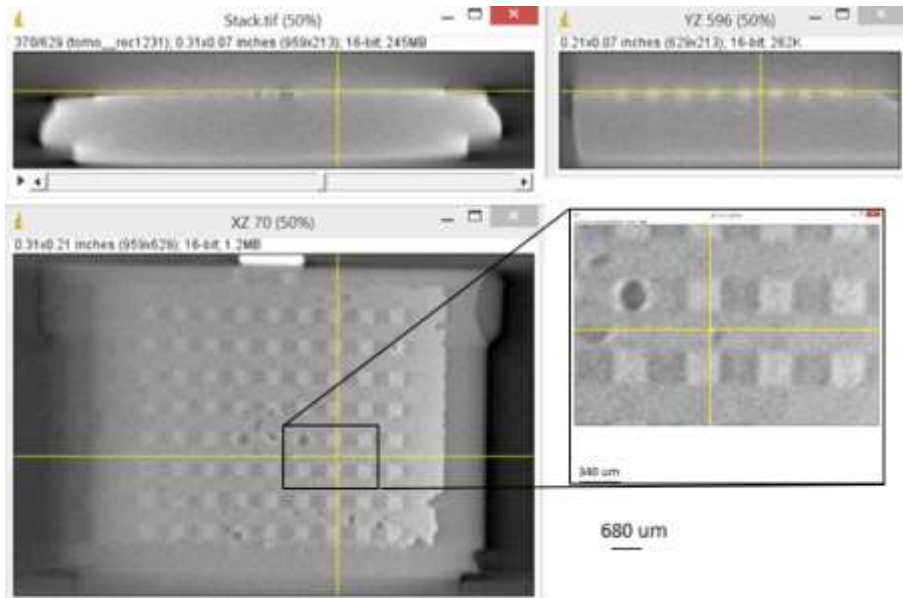 Stack.tif (50%)
370/629 (tomo__rec1231); 0.31x0.07 inches (959x213); 16-bit; 245MB
YZ 596 (50%)
0.21x0.07 inches (629x213); 16-bit; 262K
XZ 70 (50%)
0.31x0.21 inches (959x629); 16-bit; 1.2MB
340 um
680 um